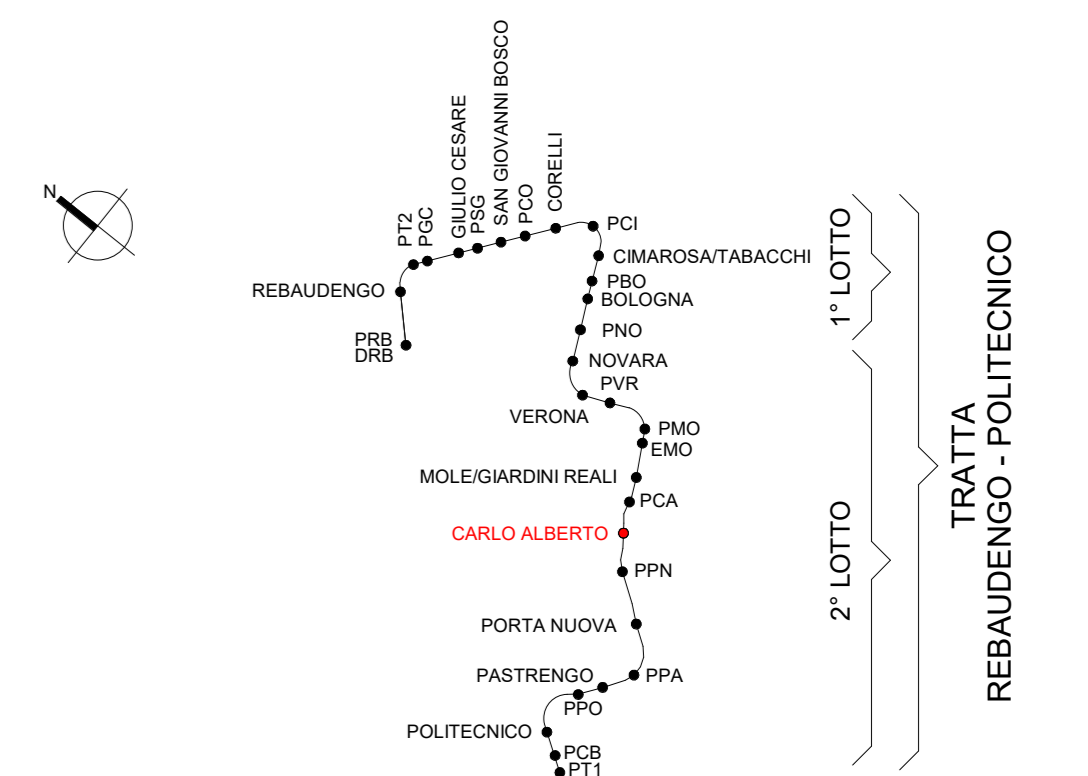 N
PT2
PGC
GIULIO CESARE
PSG
SAN GIOVANNI BOSCO
PCO
CORELLI
PCI
CIMAROSA/TABACCHI
REBAUDENGO
PBO
BOLOGNA
PRB
DRB
PNO
NOVARA
PVR
VERONA
PMO
EMO
MOLE/GIARDINI REALI
PCA
CARLO ALBERTO
PPN
PORTA NUOVA
PASTRENGO
PPA
PPO
POLITECNICO
PCB
PT1
1° LOTTO
2° LOTTO
TRATTA
REBAUDENGO - POLITECNICO